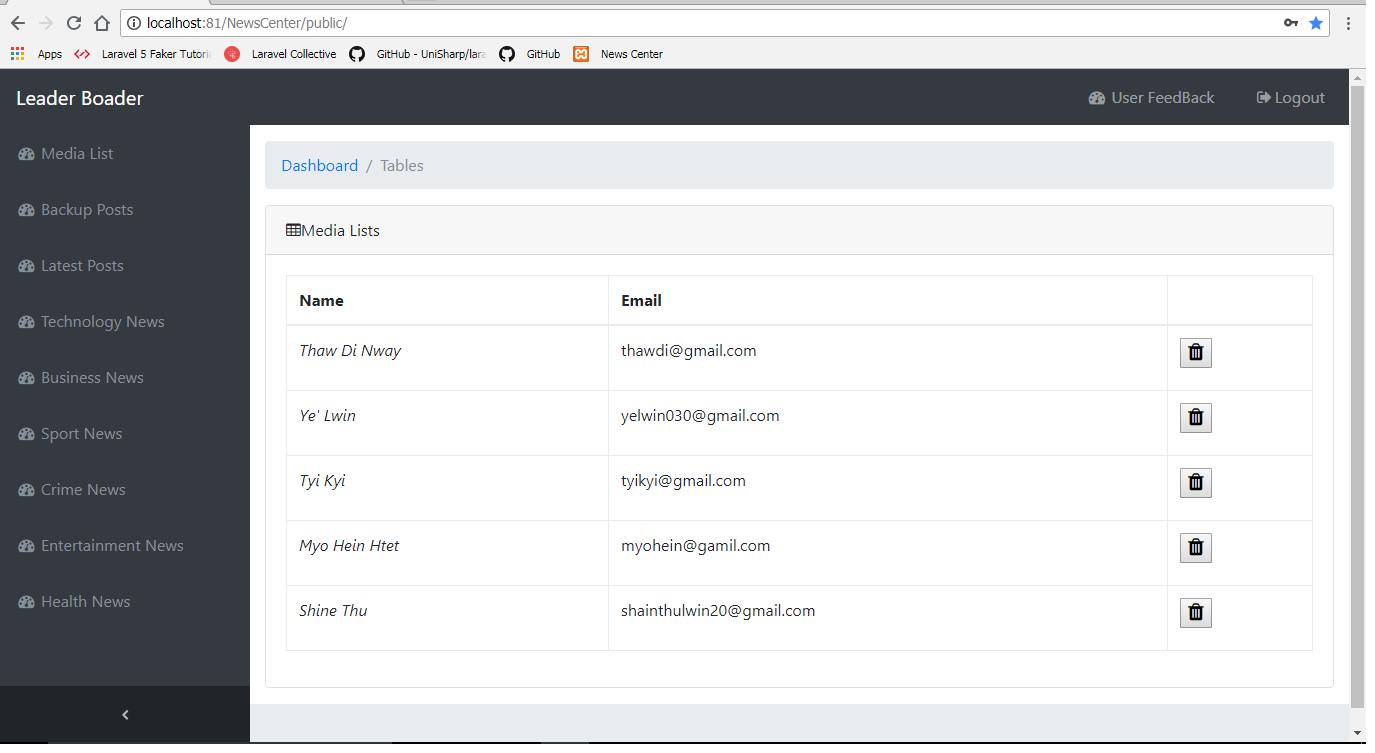 localhost:81/NewsCenter/public/
Apps Laravel 5 Faker Tutori Laravel Collective GitHub - UniSharp/lara GitHub News Center
Leader Boader User FeedBack Logout
Media List
Backup Posts
Latest Posts
Technology News
Business News
Sport News
Crime News
Entertainment News
Health News
Dashboard / Tables
Media Lists
Name Email
Thaw Di Nway thawdi@gmail.com
Ye' Lwin yelwin030@gmail.com
Tyi Kyi tyikyi@gmail.com
Myo Hein Htet myohein@gamil.com
Shine Thu shainthulwin20@gmail.com